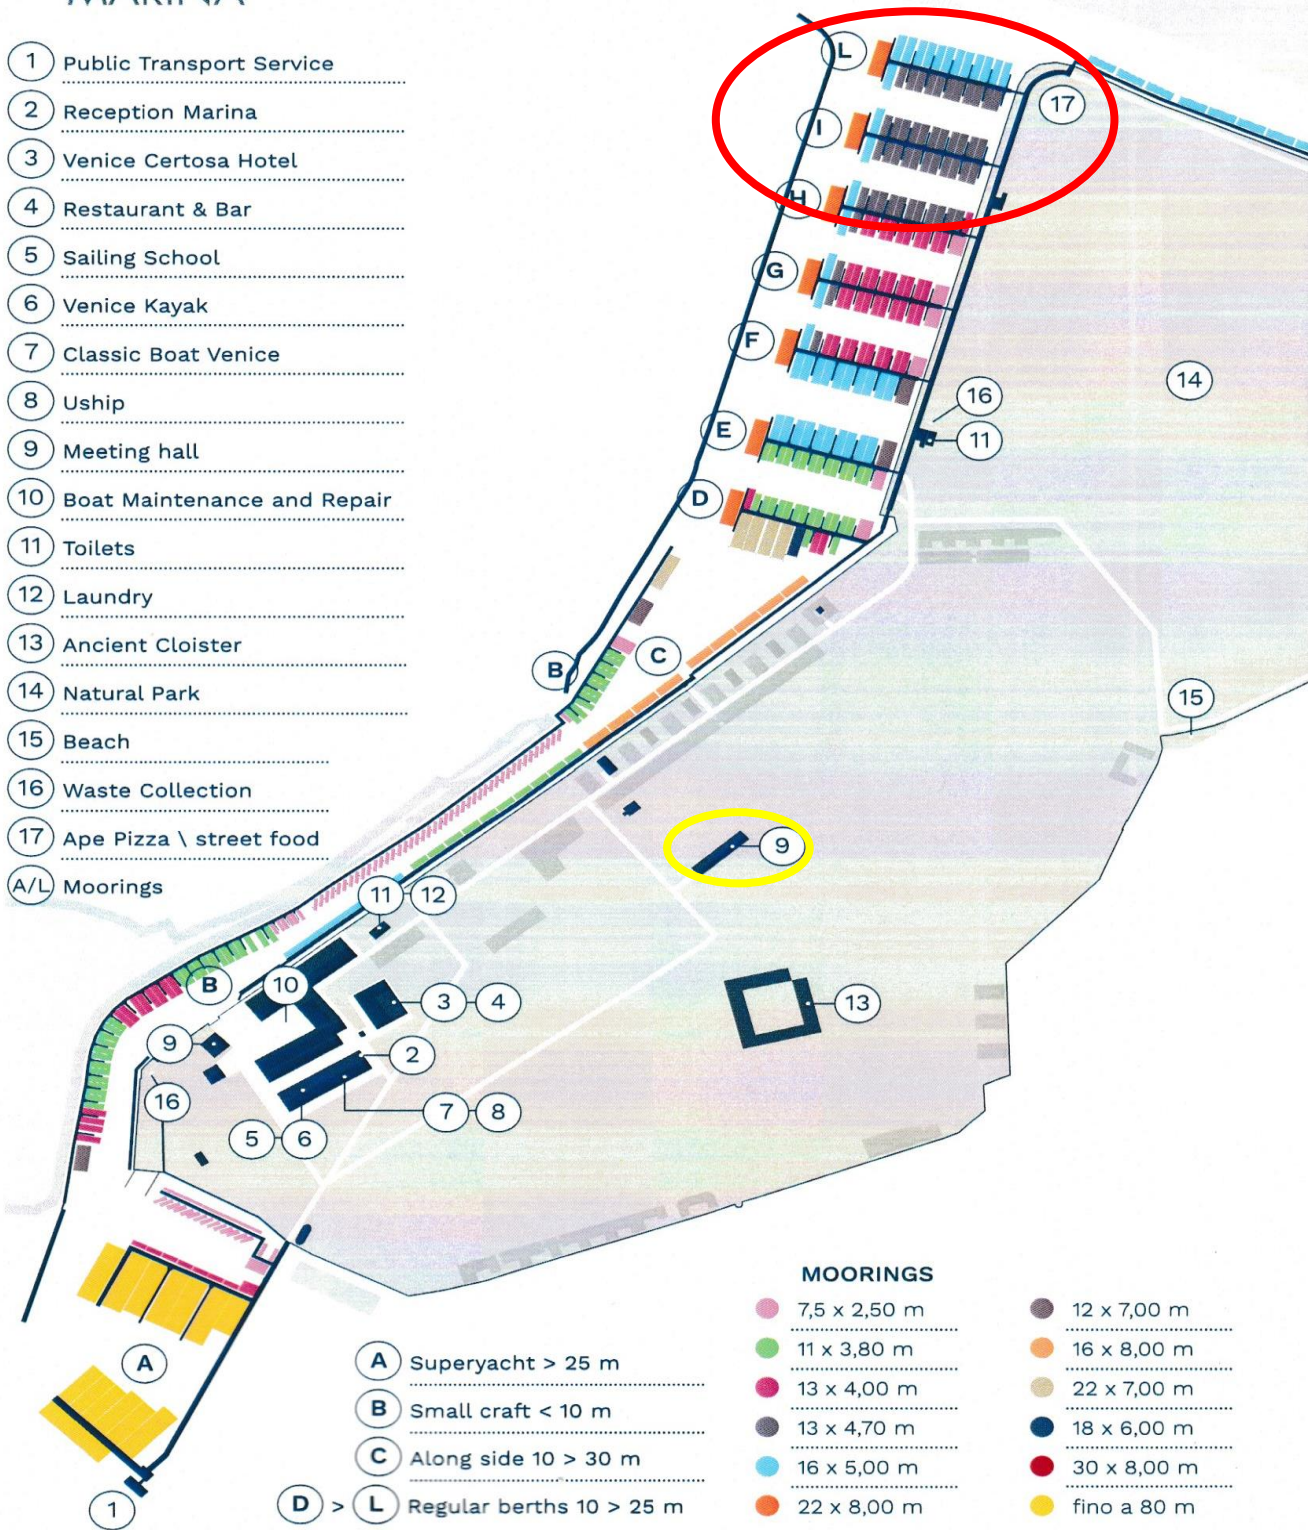 MARINA
1 Public Transport Service
2 Reception Marina
3 Venice Certosa Hotel
4 Restaurant & Bar
5 Sailing School
6 Venice Kayak
7 Classic Boat Venice
8 Uship
9 Meeting hall
10 Boat Maintenance and Repair
11 Toilets
12 Laundry
13 Ancient Cloister
14 Natural Park
15 Beach
16 Waste Collection
17 Ape Pizza \ street food
A/L Moorings
L
17
I
H
G
F
14
16
E
11
D
C
B
15
9
11 12
B
10
3 4
13
9
2
16
7 8
5 6
A
1
A Superyacht > 25 m
B Small craft < 10 m
C Along side 10 > 30 m
D > L Regular berths 10 > 25 m
MOORINGS
7,5 x 2,50 m
11 x 3,80 m
13 x 4,00 m
13 x 4,70 m
16 x 5,00 m
22 x 8,00 m
12 x 7,00 m
16 x 8,00 m
22 x 7,00 m
18 x 6,00 m
30 x 8,00 m
fino a 80 m